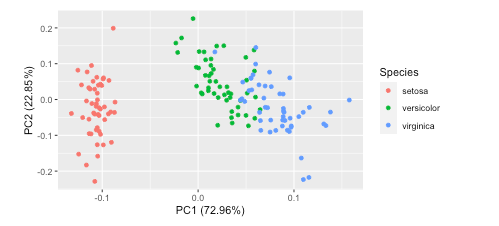 0.2
0.1
0.0
-0.1
-0.2
PC2 (22.85%)
-0.1 0.0 0.1
PC1 (72.96%)
Species
setosa
versicolor
virginica